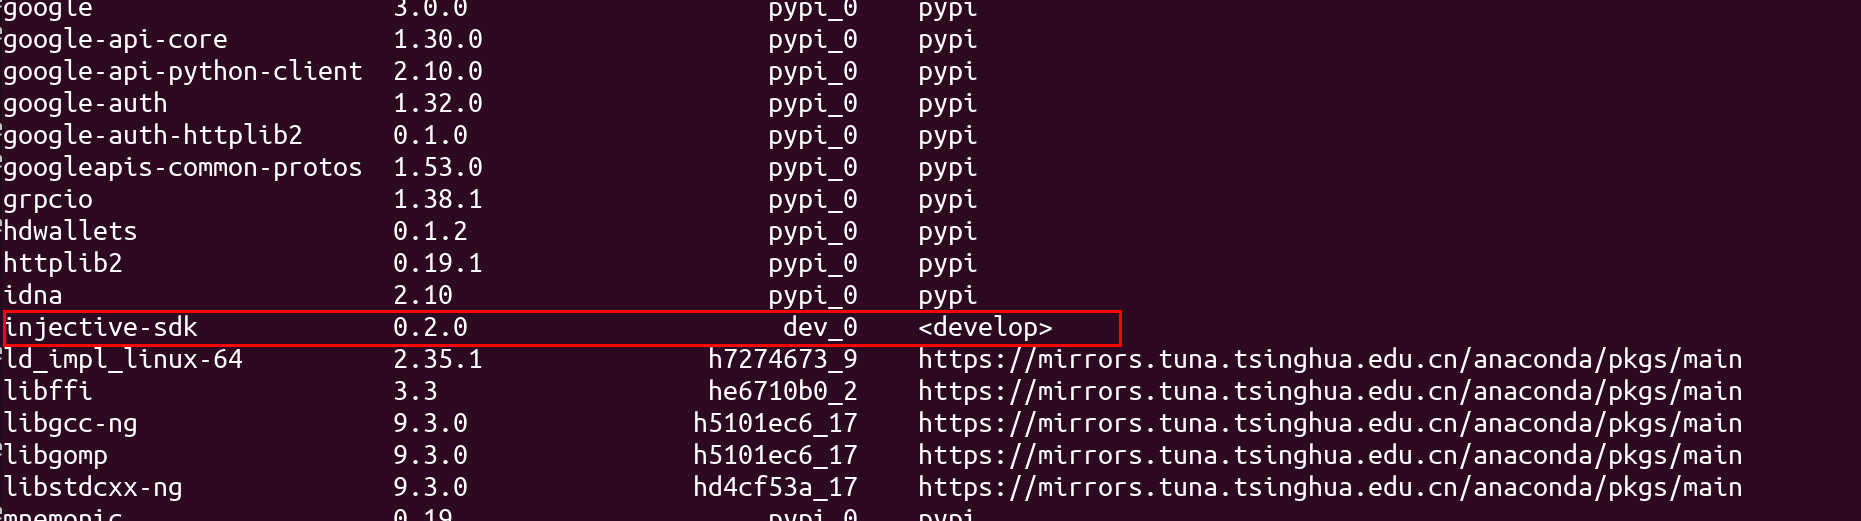 google 3.0.0 pypi_0 pypi
google-api-core 1.30.0 pypi_0 pypi
google-api-python-client 2.10.0 pypi_0 pypi
google-auth 1.32.0 pypi_0 pypi
google-auth-httplib2 0.1.0 pypi_0 pypi
googleapis-common-protos 1.53.0 pypi_0 pypi
grpcio 1.38.1 pypi_0 pypi
hdwallets 0.1.2 pypi_0 pypi
httplib2 0.19.1 pypi_0 pypi
idna 2.10 pypi_0 pypi
injective-sdk 0.2.0 dev_0 <develop>
ld_impl_linux-64 2.35.1 h7274673_9 https://mirrors.tuna.tsinghua.edu.cn/anaconda/pkgs/main
libffi 3.3 he6710b0_2 https://mirrors.tuna.tsinghua.edu.cn/anaconda/pkgs/main
libgcc-ng 9.3.0 h5101ec6_17 https://mirrors.tuna.tsinghua.edu.cn/anaconda/pkgs/main
libgomp 9.3.0 h5101ec6_17 https://mirrors.tuna.tsinghua.edu.cn/anaconda/pkgs/main
libstdcxx-ng 9.3.0 hd4cf53a_17 https://mirrors.tuna.tsinghua.edu.cn/anaconda/pkgs/main
mnemonic 0.19 pypi_0 pypi